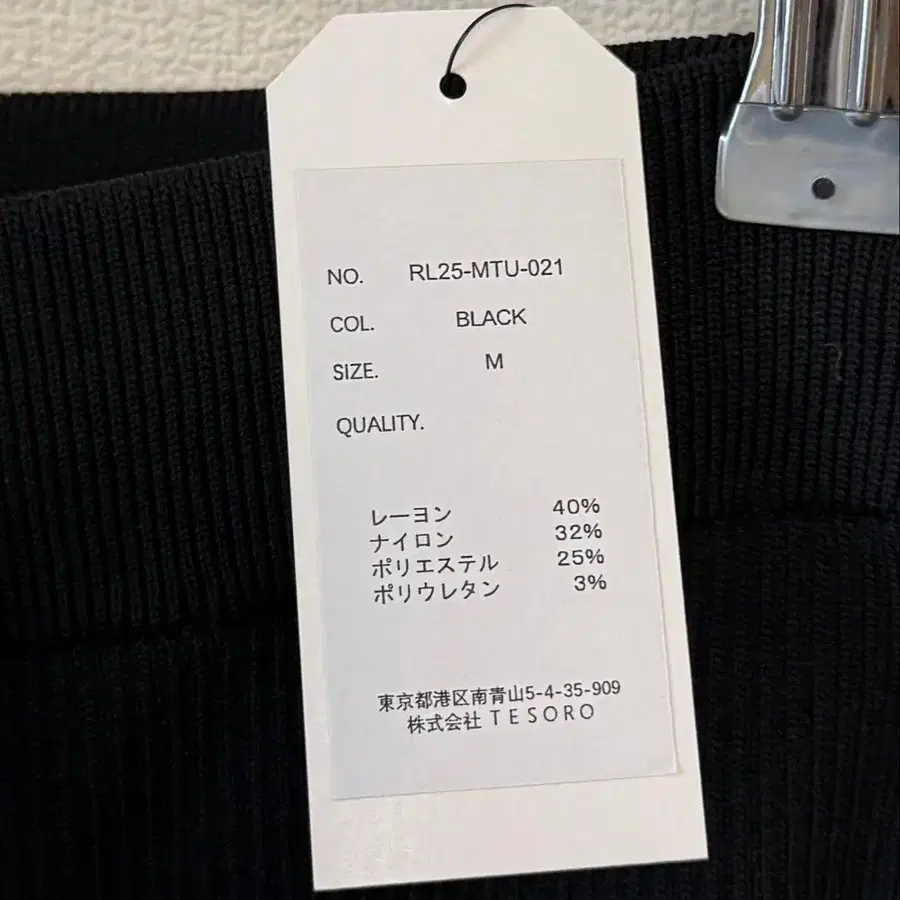 NO. RL25-MTU-021
COL. BLACK
SIZE. M
QUALITY.
レーヨン 40%
ナイロン 32%
ポリエステル 25%
ポリウレタン 3%
東京都港区南青山5-4-35-909
株式会社 TESORO